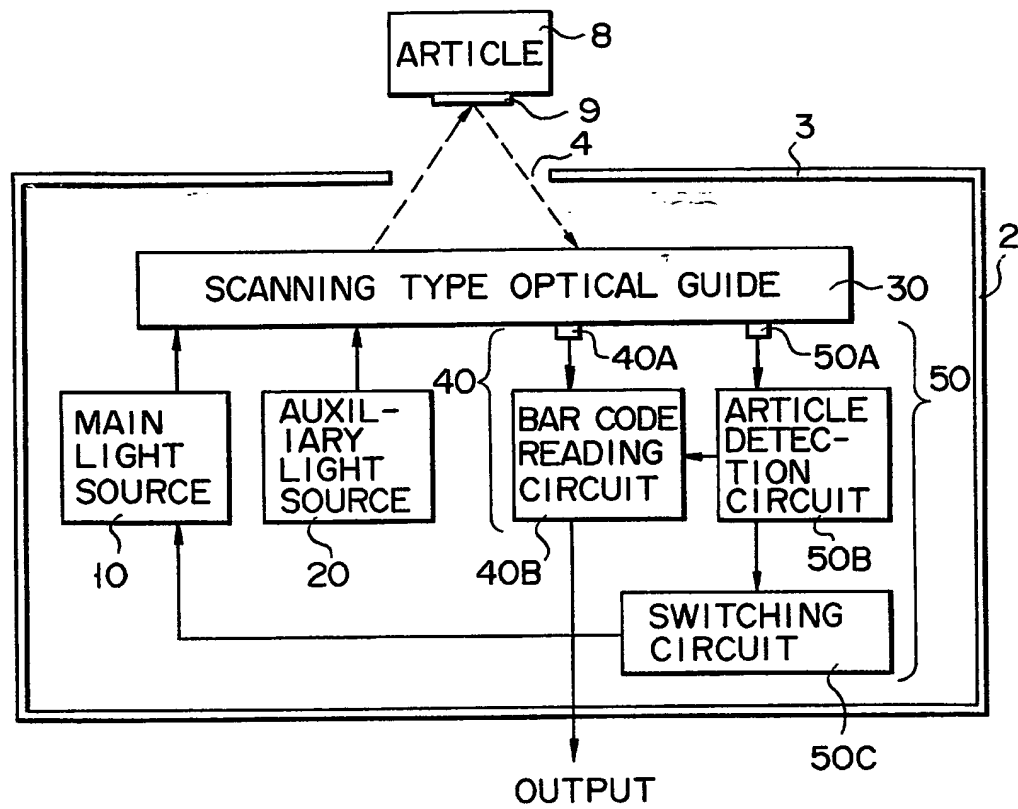 8
ARTICLE
9
4
3
2
SCANNING TYPE OPTICAL GUIDE
30
40
40A
50A
50
MAIN
LIGHT
SOURCE
AUXIL-
IARY
LIGHT
SOURCE
BAR CODE
READING
CIRCUIT
ARTICLE
DETEC-
TION
CIRCUIT
10
20
40B
50B
SWITCHING
CIRCUIT
50C
OUTPUT